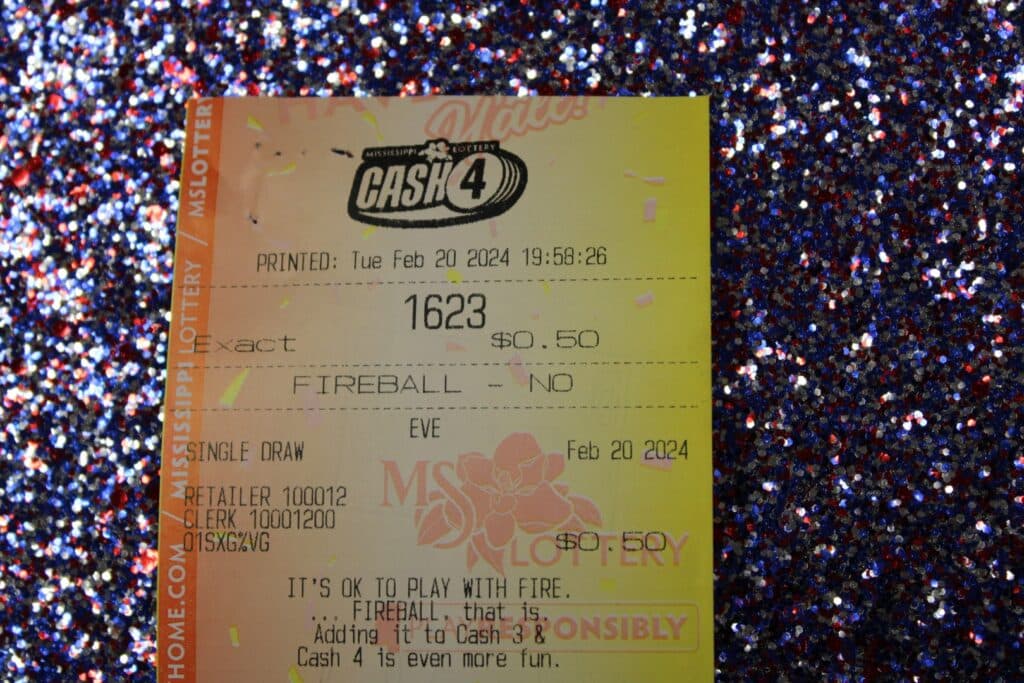 Y'all!
MISSISSIPPI LOTTERY
CASH 4
PRINTED: Tue Feb 20 2024 19:58:26
1623
Exact $0.50
FIREBALL - NO
EVE
SINGLE DRAW Feb 20 2024
RETAILER 100012
CLERK 10001200
01SXG%VG $0.50
MS LOTTERY
IT'S OK TO PLAY WITH FIRE.
... FIREBALL, that is.
Adding it to Cash 3 &
Cash 4 is even more fun.
RESPONSIBLY
HOME.COM / MISSISSIPPI LOTTERY / MSLOTTERY